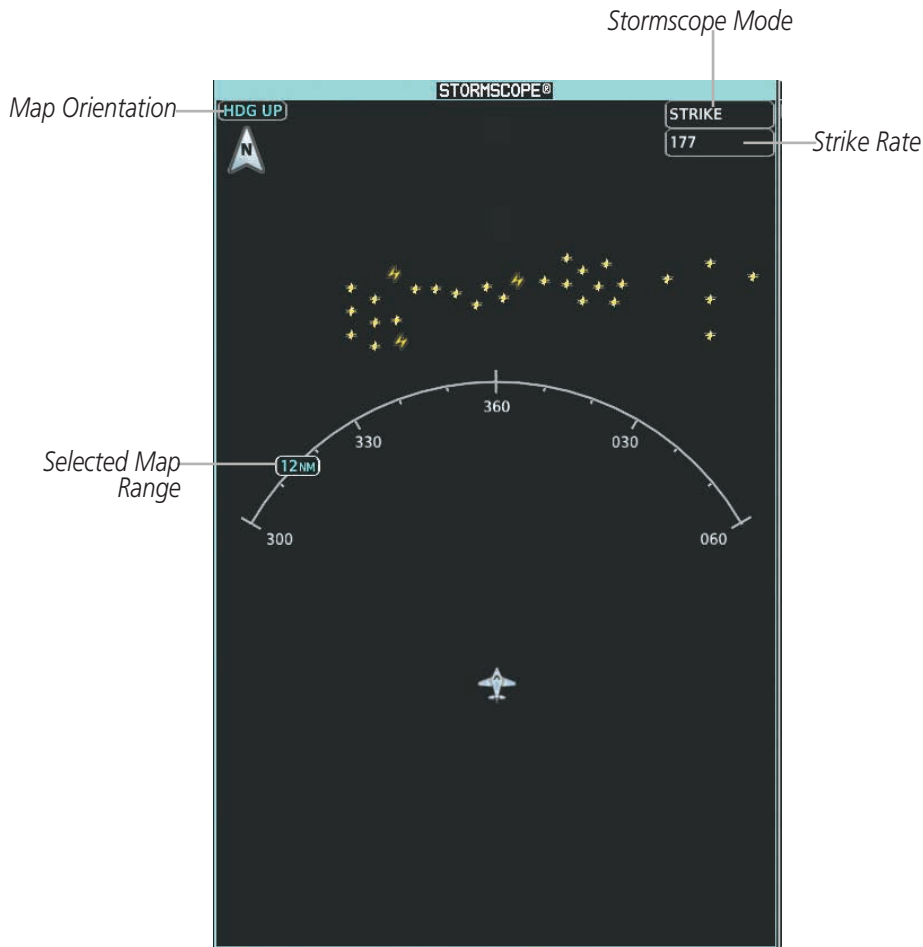 Stormscope Mode
STORMSCOPE®
Map Orientation
HDG UP
STRIKE
N
177
Strike Rate
360
330
030
Selected Map
Range
12NM
300
060